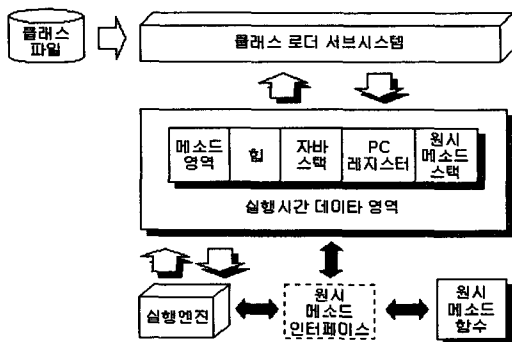 클래스
파일
클래스 로더 서브시스템
메소드
영역
힙
자바
스택
PC
레지스터
원시
메소드
스택
실행시간 데이타 영역
실행엔진
원시
메소드
인터페이스
원시
메소드
함수